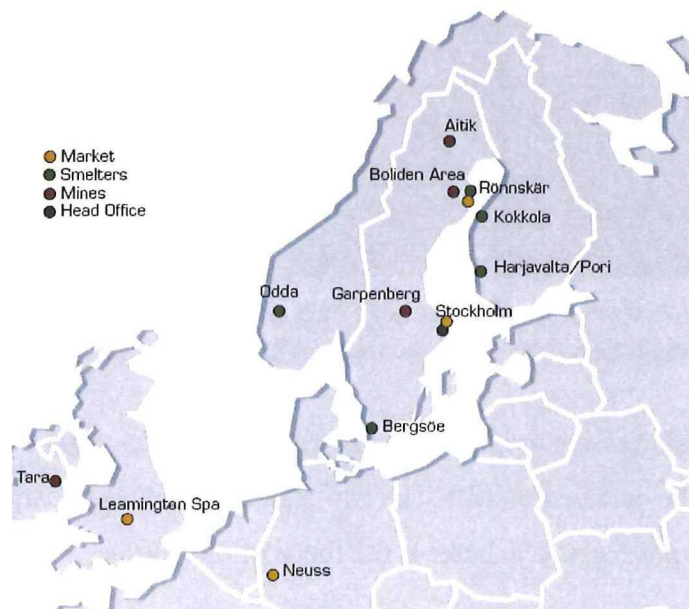 Market
Smelters
Mines
Head Office
Aitik
Boliden Area
Rönnskär
Kokkola
Harjavalta/Pori
Odda
Garpenberg
Stockholm
Bergsöe
Tara
Leamington Spa
Neuss